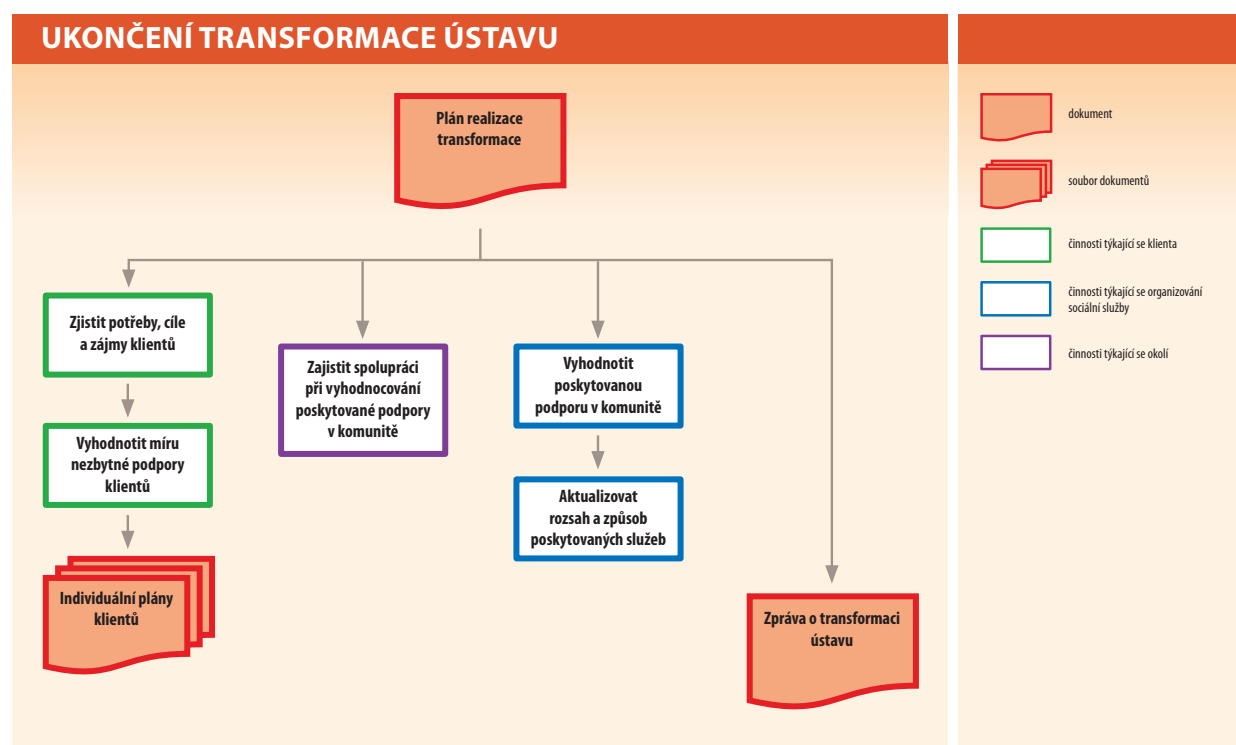 UKONČENÍ TRANSFORMACE ÚSTAVU
Plán realizace
transformace
Zjistit potřeby, cíle
a zájmy klientů
Vyhodnotit míru
nezbytné podpory
klientů
Individuální plány
klientů
Zajistit spolupráci
při vyhodnocování
poskytované podpory
v komunitě
Vyhodnotit
poskytovanou
podporu v komunitě
Aktualizovat
rozsah a způsob
poskytovaných služeb
Zpráva o transformaci
ústavu
dokument
soubor dokumentů
činnosti týkající se klienta
činnosti týkající se organizování
sociální služby
činnosti týkající se okolí